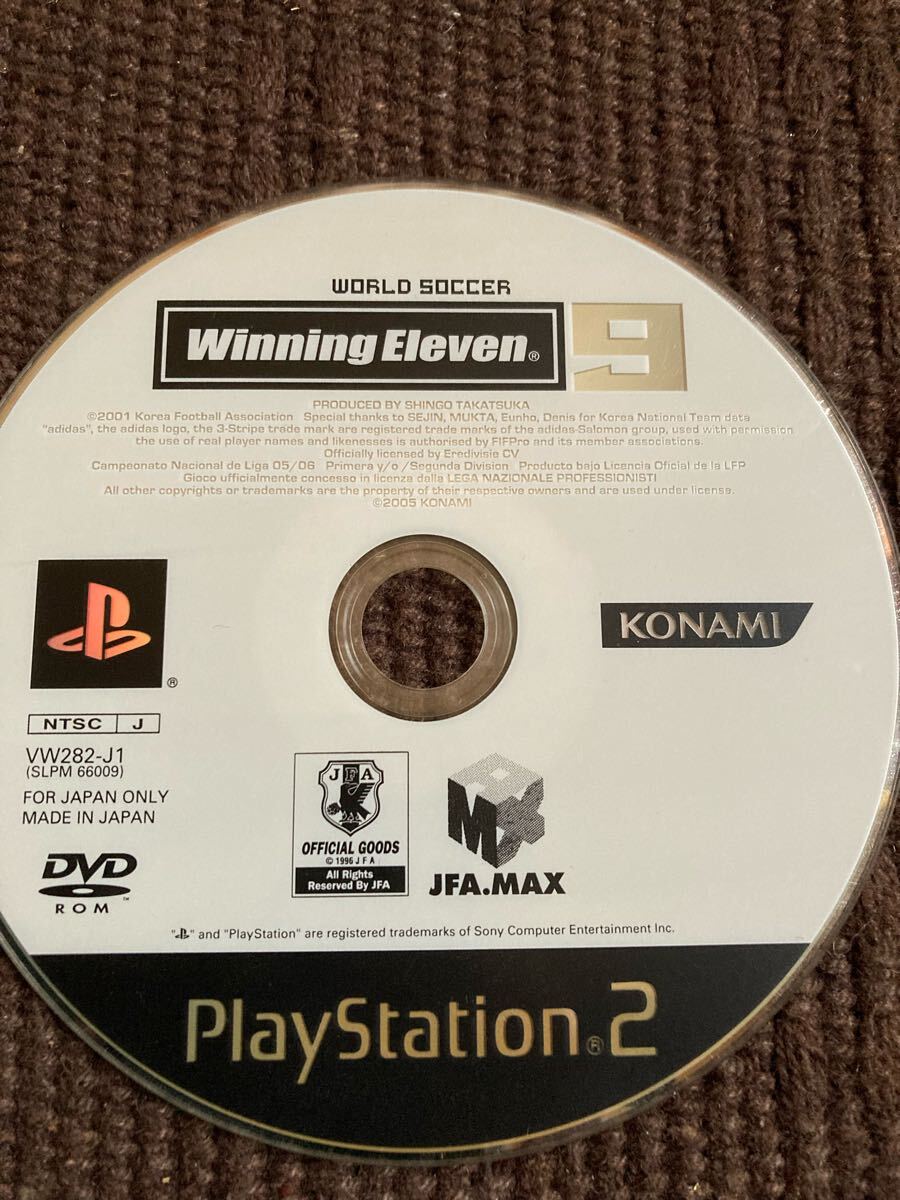 WORLD SOCCER
Winning Eleven® 9
PRODUCED BY SHINGO TAKATSUKA
©2001 Korea Football Association Special thanks to SEJIN, MUKTA, Eunho, Denis for Korea National Team data
"adidas", the adidas logo, the 3-Stripe trade mark are registered trade marks of the adidas-Salomon group, used with permission
the use of real player names and likenesses is authorised by FIFPro and its member associations.
Officially licensed by Eredivisie CV
Campeonato Nacional de Liga 05/06 Primera y/o /Segunda Division Producto bajo Licencia Oficial de la LFP
Gioco ufficialmente concesso in licenza dalla LEGA NAZIONALE PROFESSIONISTI
All other copyrights or trademarks are the property of their respective owners and are used under license.
©2005 KONAMI
®
KONAMI
NTSC J
VW282-J1
(SLPM 66009)
FOR JAPAN ONLY
MADE IN JAPAN
DVD
ROM ™
JFA
OFFICIAL GOODS
© 1996 J F A
All Rights
Reserved By JFA
JFA.MAX
"PS" and "PlayStation" are registered trademarks of Sony Computer Entertainment Inc.
PlayStation®2